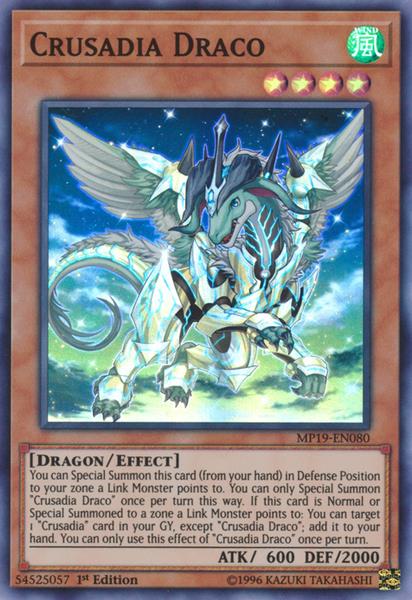 CRUSADIA DRACO
WIND
風
MP19-EN080
[DRAGON/EFFECT]
You can Special Summon this card (from your hand) in Defense Position
to your zone a Link Monster points to. You can only Special Summon
"Crusadia Draco" once per turn this way. If this card is Normal or
Special Summoned to a zone a Link Monster points to: You can target
1 "Crusadia" card in your GY, except "Crusadia Draco"; add it to
your hand. You can only use this effect of "Crusadia Draco" once per turn.
ATK/ 600 DEF/2000
54525057 1st Edition ©1996 KAZUKI TAKAHASHI